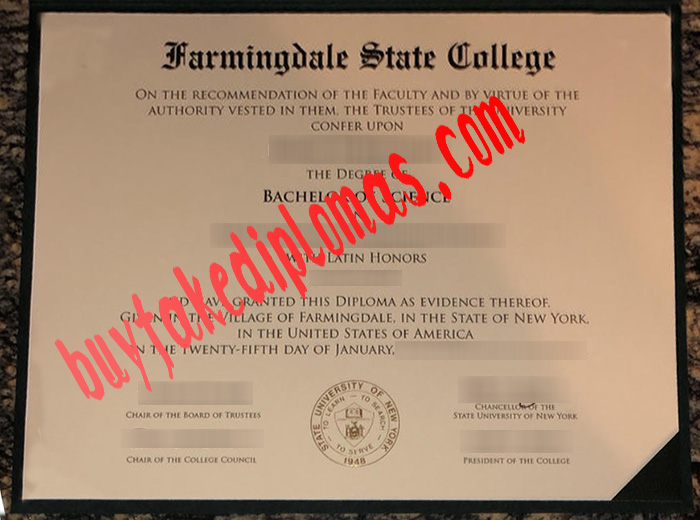 Farmingdale State College
On the recommendation of the Faculty and by virtue of the
authority vested in them, the Trustees of the University
confer upon
the Degree of
Bachelor of Science
with Latin Honors
and have granted this Diploma as evidence thereof.
Given in the Village of Farmingdale, in the State of New York,
in the United States of America
on the twenty-fifth day of January,
buyfakediplomas.com
Chair of the Board of Trustees
Chancellor of the
State University of New York
STATE UNIVERSITY OF NEW YORK
TO LEARN — TO SEARCH — TO SERVE
1948
Chair of the College Council
President of the College